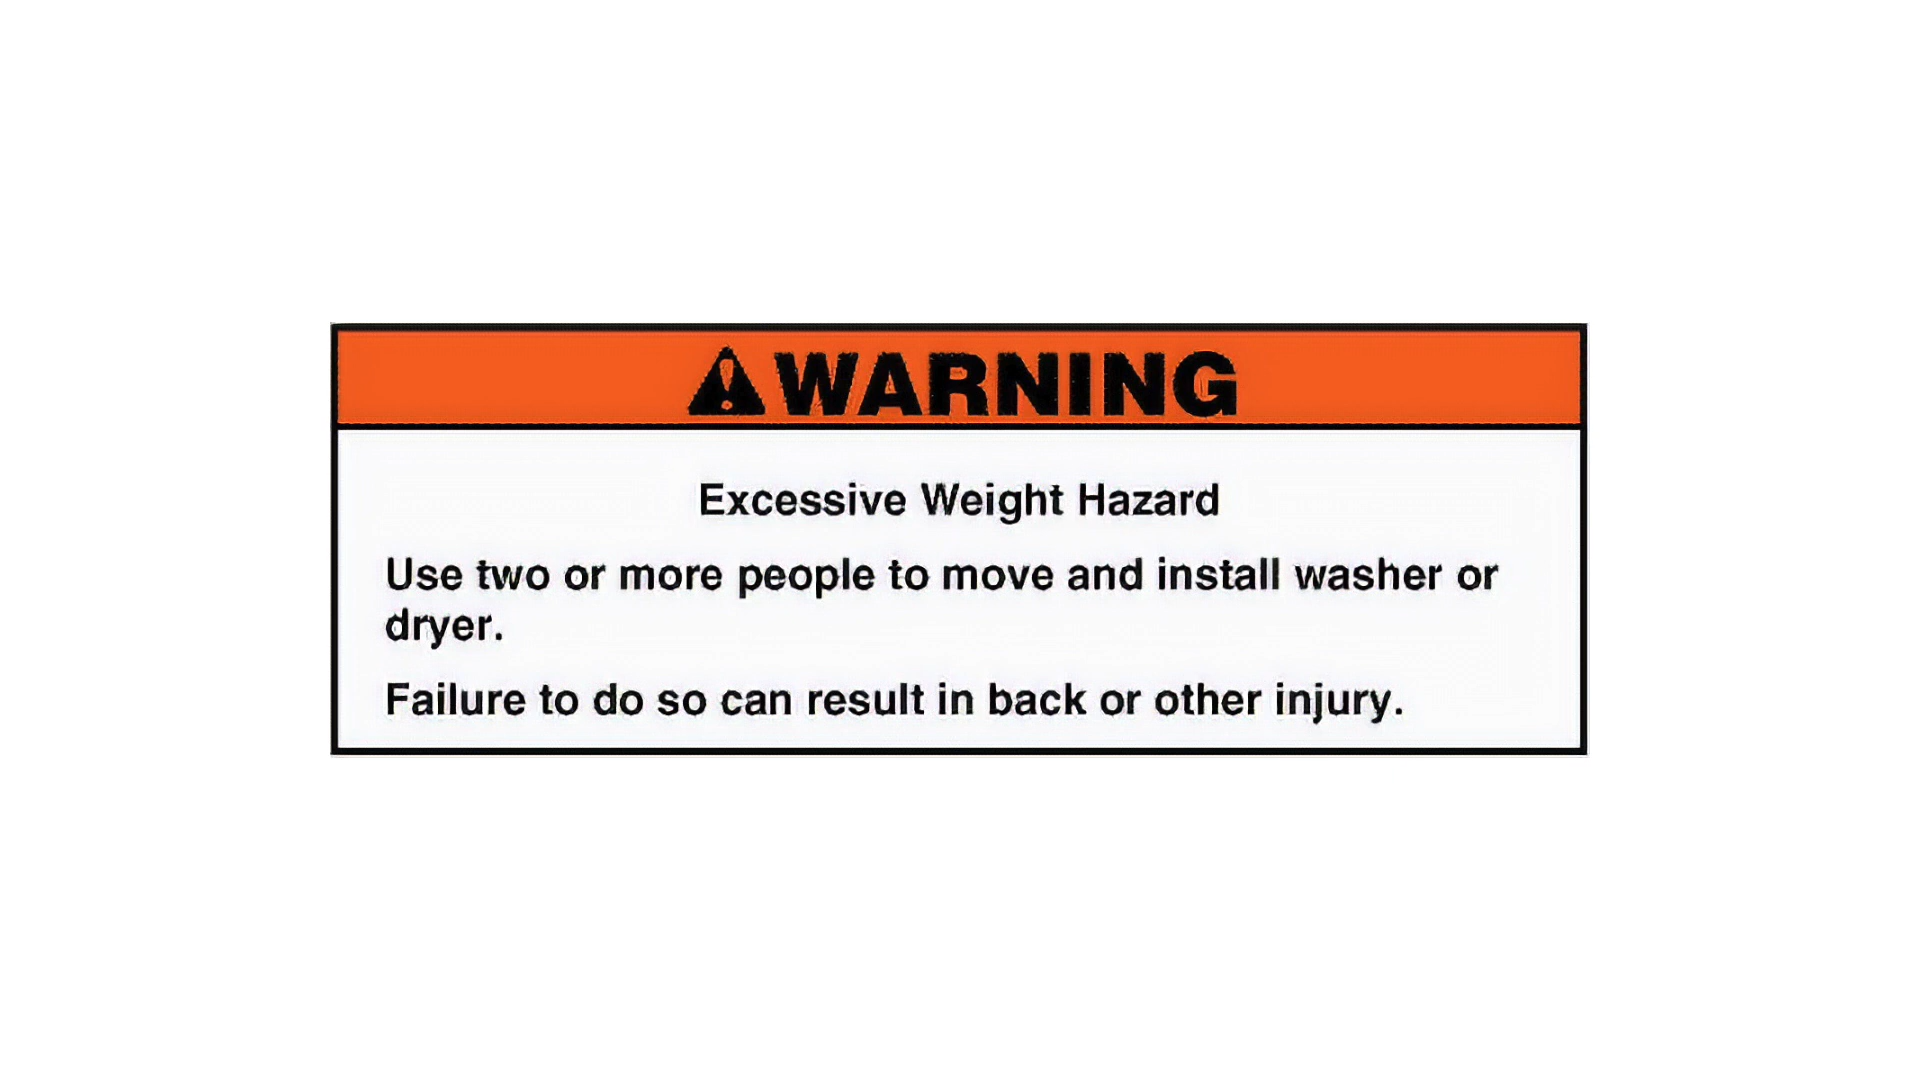 WARNING
Excessive Weight Hazard
Use two or more people to move and install washer or
dryer.
Failure to do so can result in back or other injury.